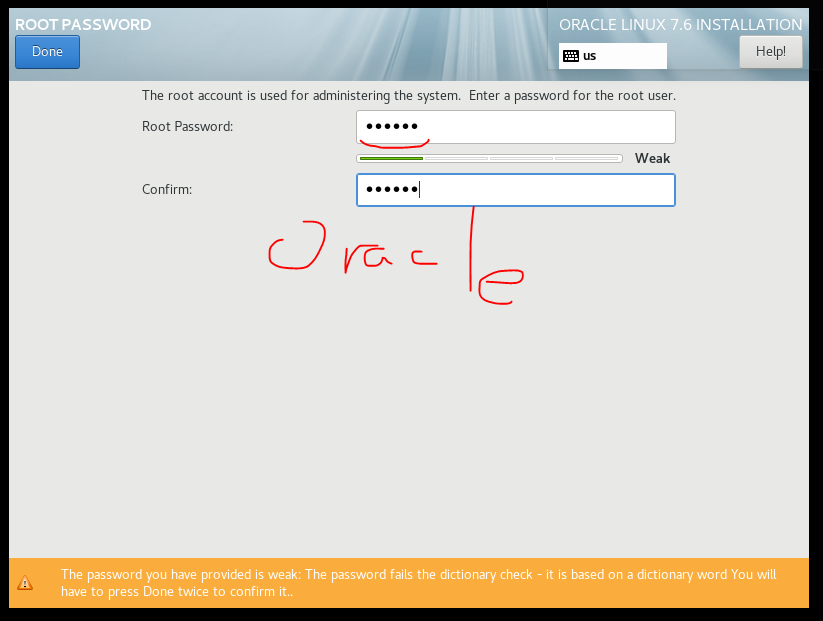 ROOT PASSWORD
ORACLE LINUX 7.6 INSTALLATION
Done
us
Help!
The root account is used for administering the system. Enter a password for the root user.
Root Password:
••••••
Weak
Confirm:
••••••
Oracle
The password you have provided is weak: The password fails the dictionary check - it is based on a dictionary word You will
have to press Done twice to confirm it..